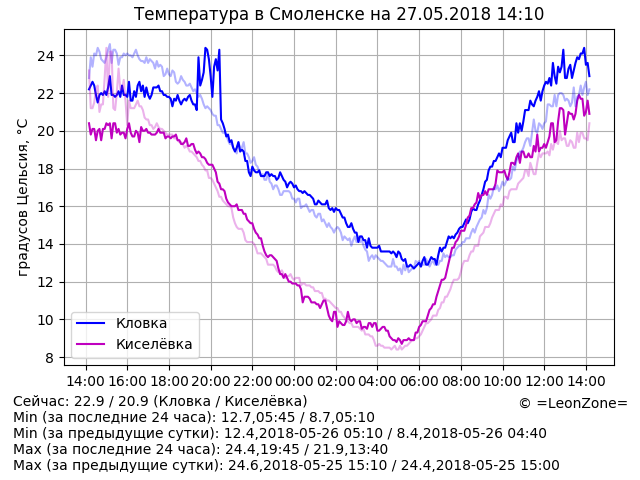 Температура в Смоленске на 27.05.2018 14:10
градусов Цельсия, °C
24
22
20
18
16
14
12
10
8
Кловка
Киселёвка
14:00 16:00 18:00 20:00 22:00 00:00 02:00 04:00 06:00 08:00 10:00 12:00 14:00
Сейчас: 22.9 / 20.9 (Кловка / Киселёвка)
© =LeonZone=
Min (за последние 24 часа): 12.7,05:45 / 8.7,05:10
Min (за предыдущие сутки): 12.4,2018-05-26 05:10 / 8.4,2018-05-26 04:40
Max (за последние 24 часа): 24.4,19:45 / 21.9,13:40
Max (за предыдущие сутки): 24.6,2018-05-25 15:10 / 24.4,2018-05-25 15:00